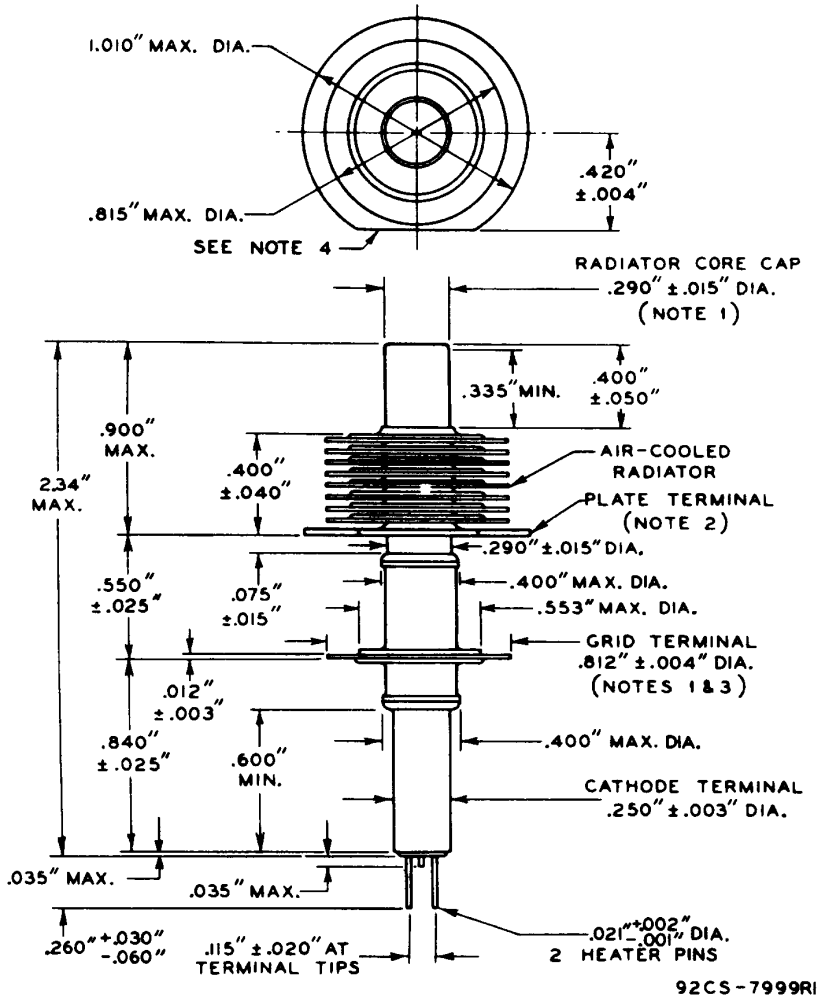 1.010" MAX. DIA.
.420"
±.004"
.815" MAX. DIA.
SEE NOTE 4
RADIATOR CORE CAP
.290" ±.015" DIA.
(NOTE 1)
.335" MIN.
.400"
±.050"
.900"
MAX.
2.34"
MAX.
.400"
±.040"
AIR-COOLED
RADIATOR
PLATE TERMINAL
(NOTE 2)
.290" ±.015" DIA.
.550"
±.025"
.075"
±.015"
.400" MAX. DIA.
.553" MAX. DIA.
GRID TERMINAL
.812" ±.004" DIA.
(NOTES 1 & 3)
.012"
±.003"
.840"
±.025"
.600"
MIN.
.400" MAX. DIA.
CATHODE TERMINAL
.250" ±.003" DIA.
.035" MAX.
.035" MAX.
.260" +.030"
-.060"
.115" ±.020" AT
TERMINAL TIPS
.021" +.002"
-.001" DIA.
2 HEATER PINS
92CS-7999RI